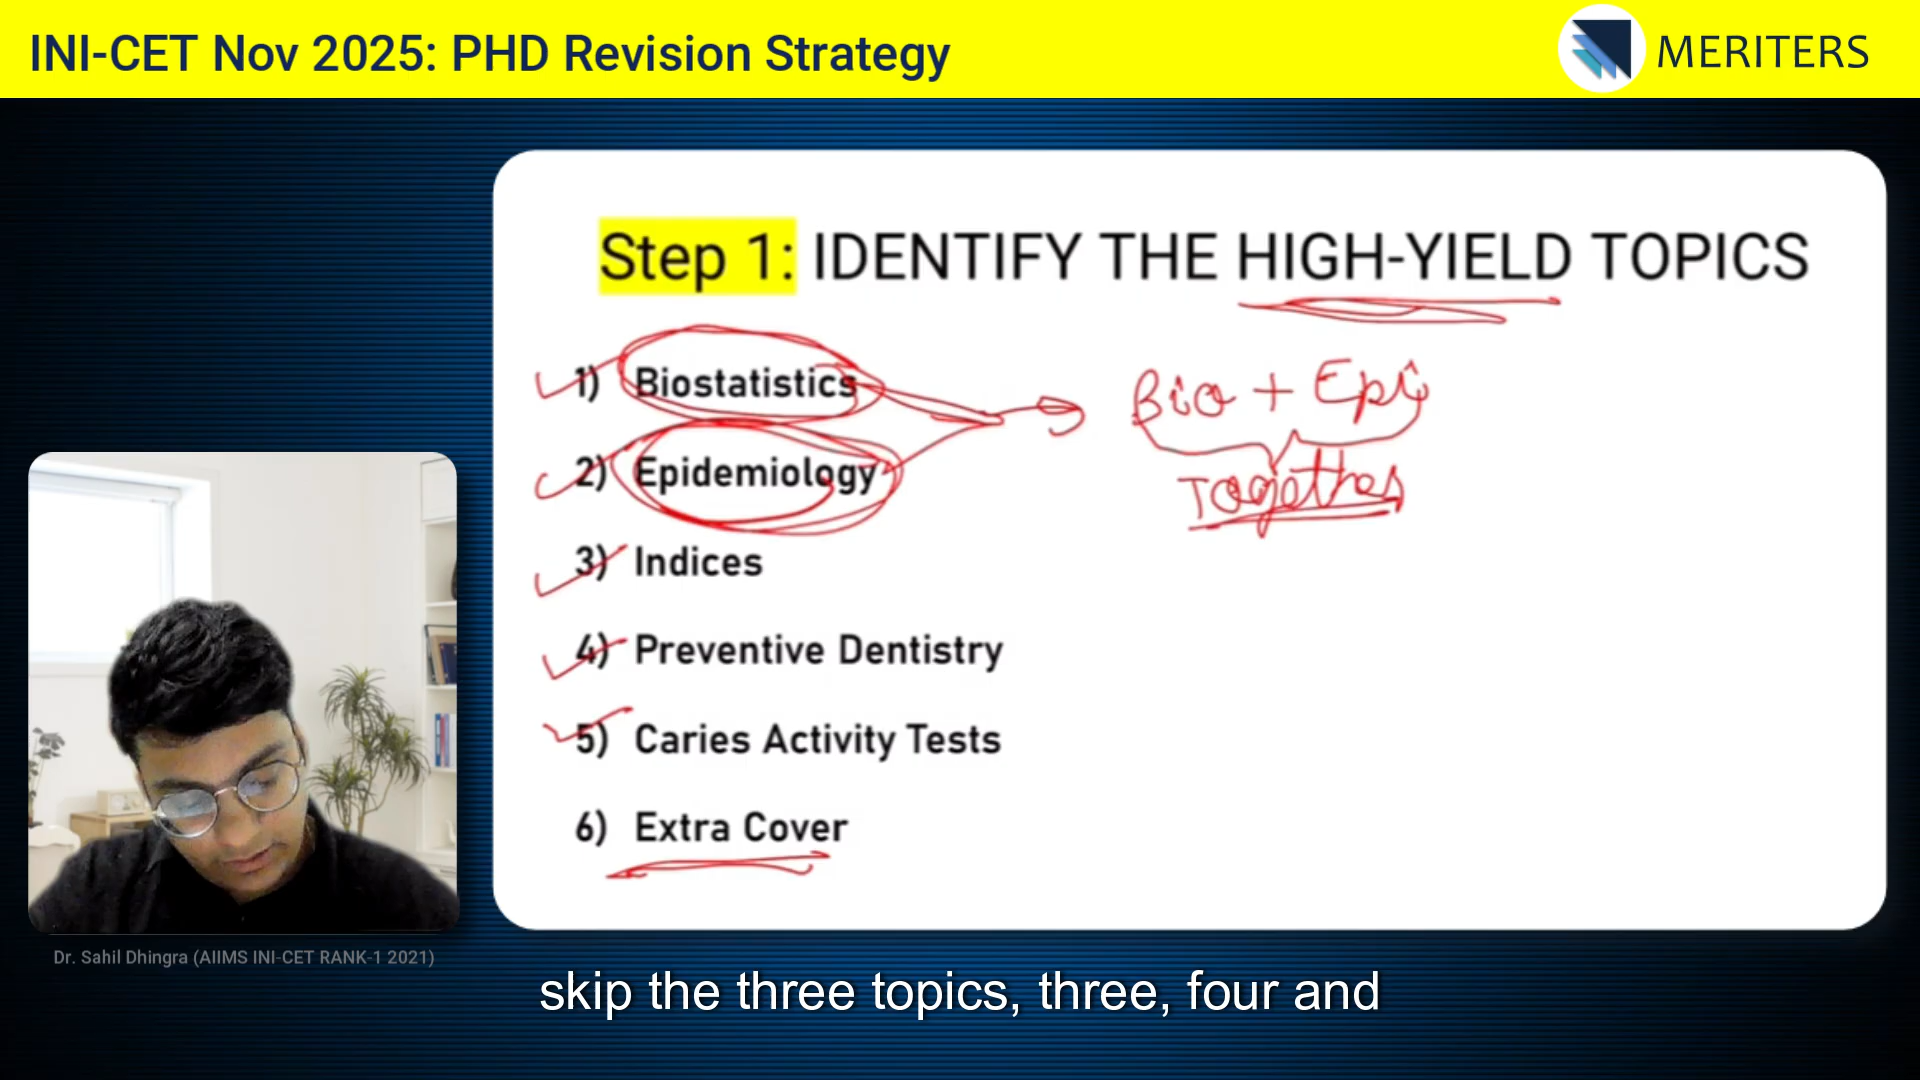 INI-CET Nov 2025: PHD Revision Strategy
MERITERS
Step 1: IDENTIFY THE HIGH-YIELD TOPICS
1) Biostatistics
2) Epidemiology
Bio + Epi
Together
3) Indices
4) Preventive Dentistry
5) Caries Activity Tests
6) Extra Cover
Dr. Sahil Dhingra (AIIMS INI-CET RANK-1 2021)
skip the three topics, three, four and